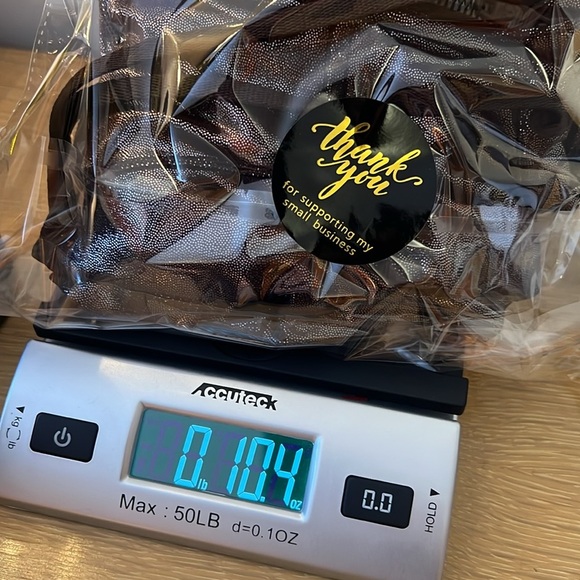 thank
you
for supporting my
small business
Accuteck
kg lb
0 lb 10.4 oz
0.0
HOLD
Max : 50LB d=0.1OZ